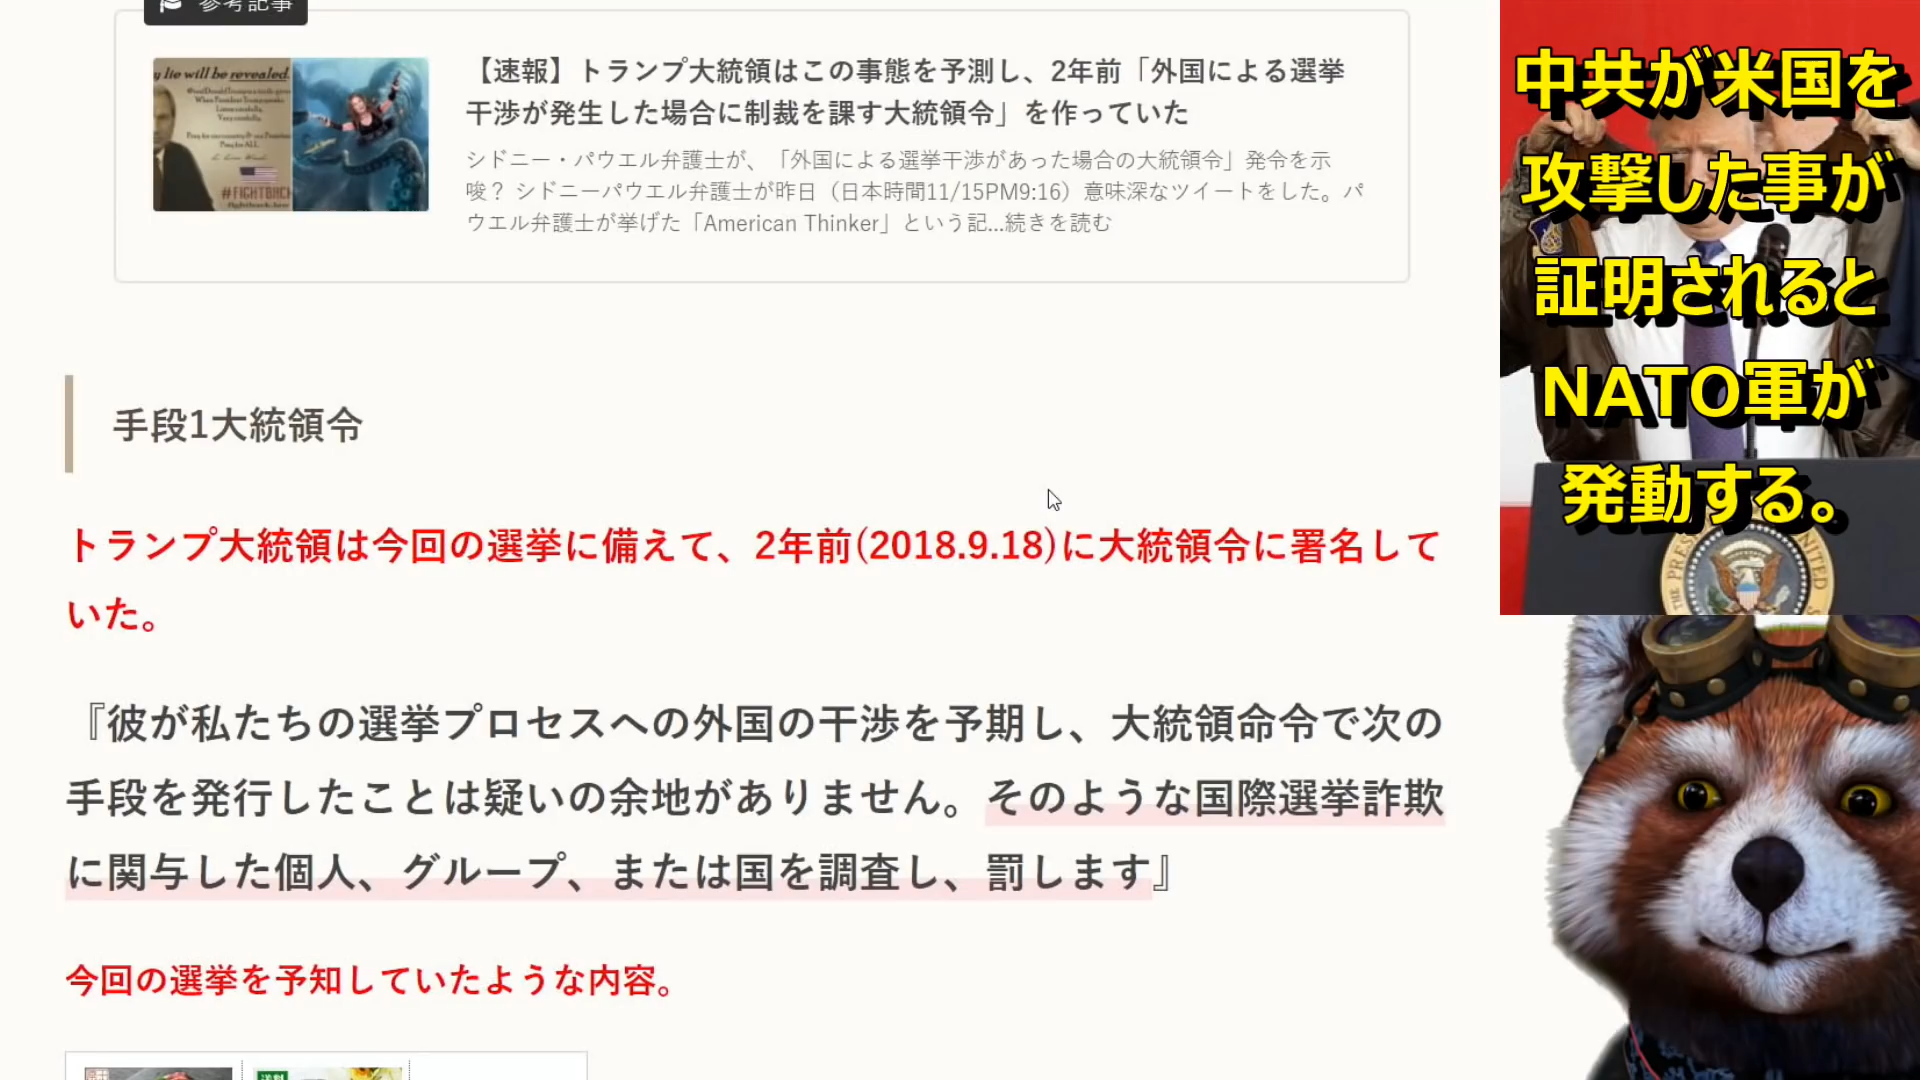 参考記事
y lie will be revealed.
When President Trump speaks
Listen carefully.
Very carefully.
Pray for ALL.
#FIGHTBACK
【速報】トランプ大統領はこの事態を予測し、2年前「外国による選挙
干渉が発生した場合に制裁を課す大統領令」を作っていた
シドニー・パウエル弁護士が、「外国による選挙干渉があった場合の大統領令」発令を示
唆？ シドニーパウエル弁護士が昨日（日本時間11/15PM9:16）意味深なツイートをした。パ
ウエル弁護士が挙げた「American Thinker」という記...続きを読む
手段1大統領令
トランプ大統領は今回の選挙に備えて、2年前(2018.9.18)に大統領令に署名して
いた。
『彼が私たちの選挙プロセスへの外国の干渉を予期し、大統領命令で次の
手段を発行したことは疑いの余地がありません。そのような国際選挙詐欺
に関与した個人、グループ、または国を調査し、罰します』
今回の選挙を予知していたような内容。
送料
中共が米国を
攻撃した事が
証明されると
NATO軍が
発動する。
THE PRES
UNITED S